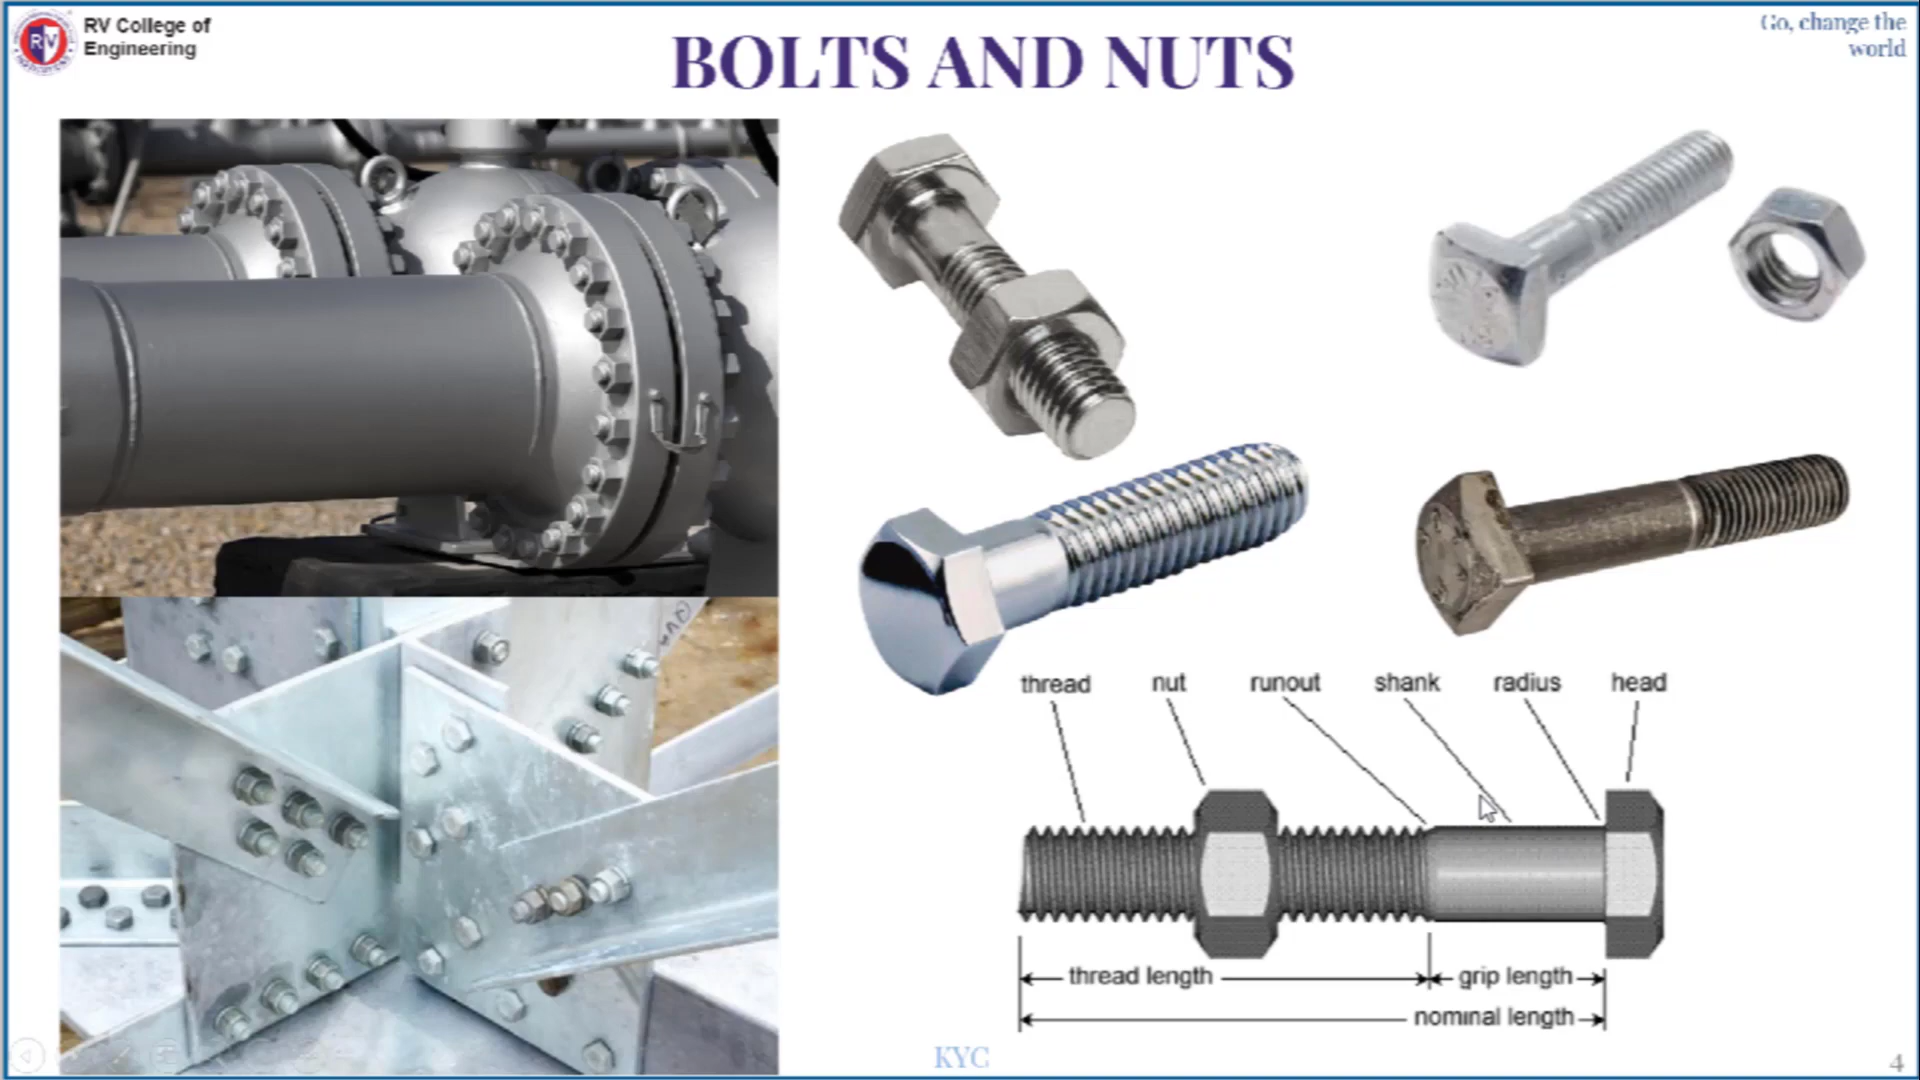 RV College of
Engineering
Go, change the
world
BOLTS AND NUTS
RV
thread
nut
runout
shank
radius
head
thread length
grip length
nominal length
KYC
4